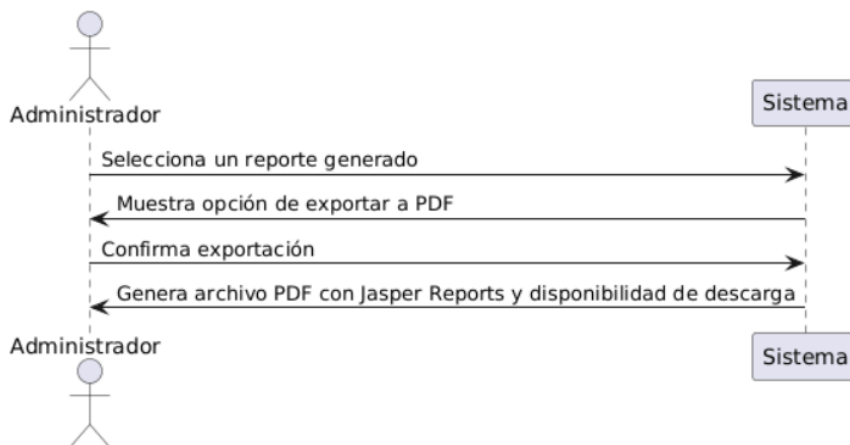 Administrador
Sistema
Selecciona un reporte generado
Muestra opción de exportar a PDF
Confirma exportación
Genera archivo PDF con Jasper Reports y disponibilidad de descarga
Administrador
Sistema